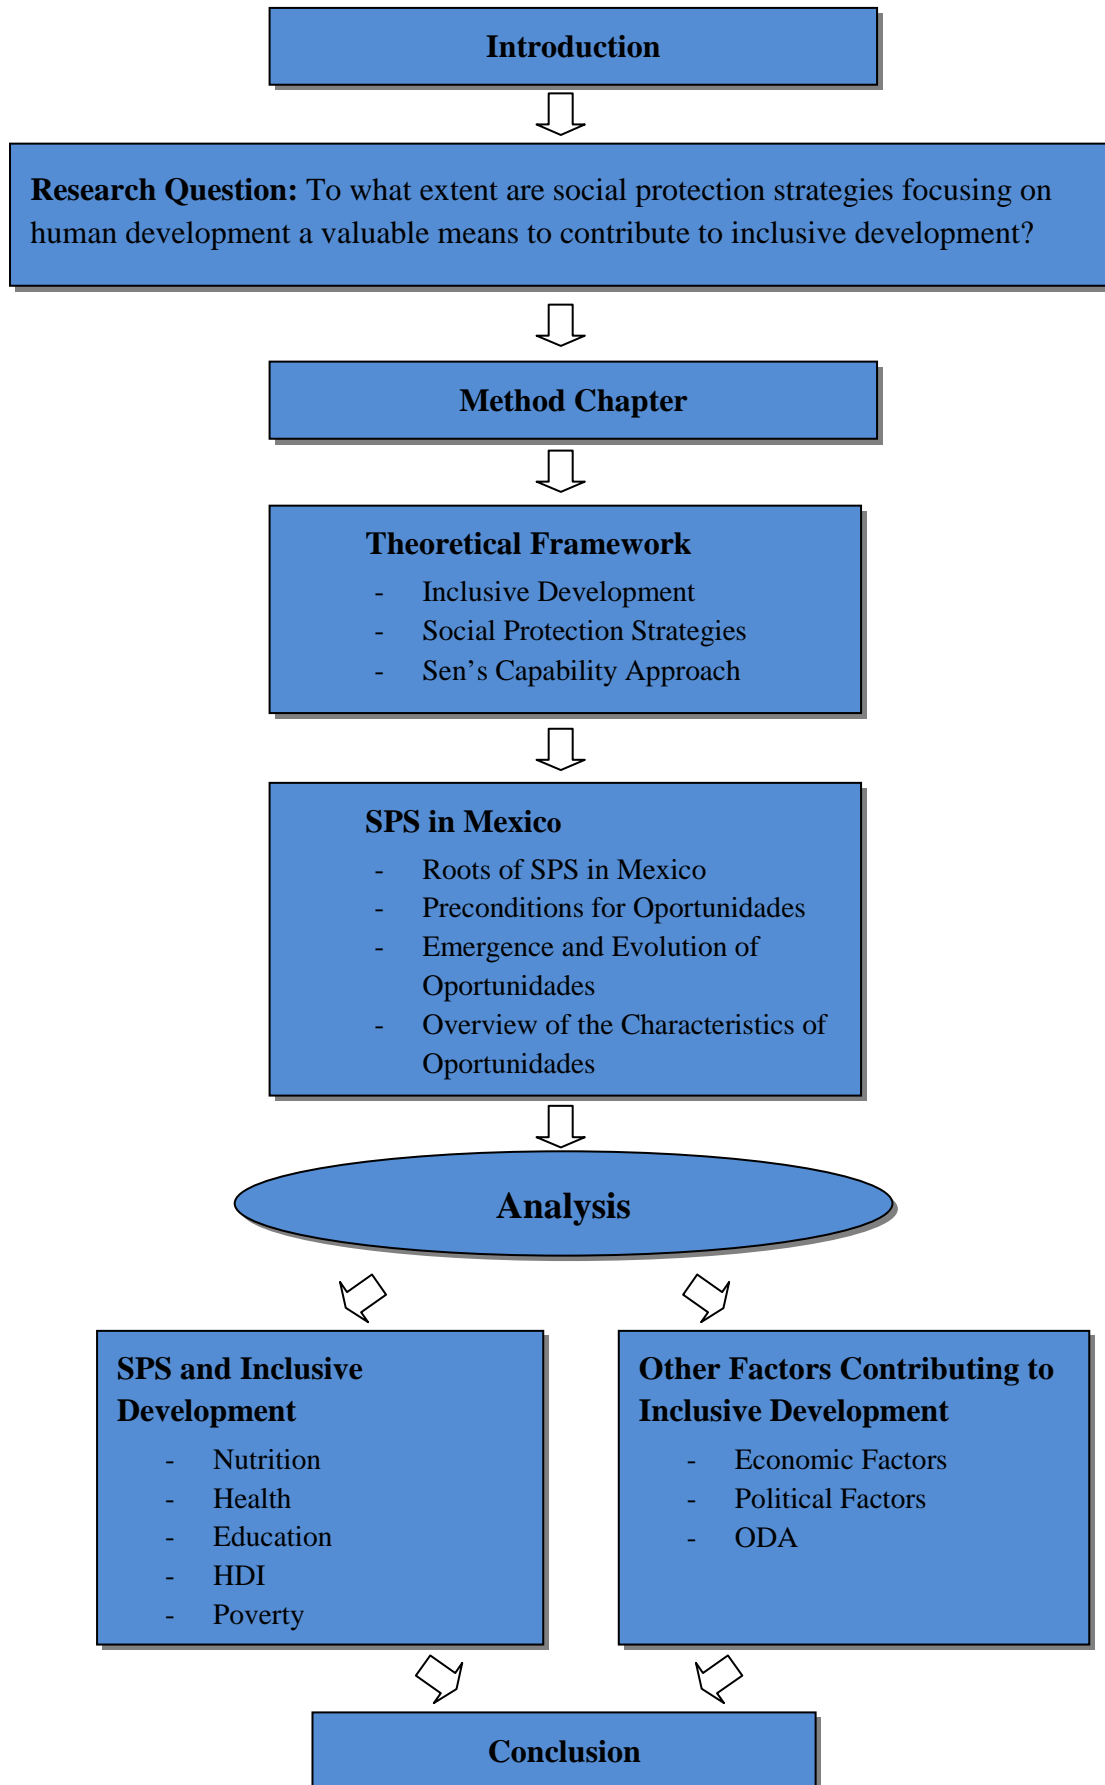 Introduction
Research Question: To what extent are social protection strategies focusing on
human development a valuable means to contribute to inclusive development?
Method Chapter
Theoretical Framework
- Inclusive Development
- Social Protection Strategies
- Sen’s Capability Approach
SPS in Mexico
- Roots of SPS in Mexico
- Preconditions for Oportunidades
- Emergence and Evolution of
Oportunidades
- Overview of the Characteristics of
Oportunidades
Analysis
SPS and Inclusive
Development
- Nutrition
- Health
- Education
- HDI
- Poverty
Other Factors Contributing to
Inclusive Development
- Economic Factors
- Political Factors
- ODA
Conclusion